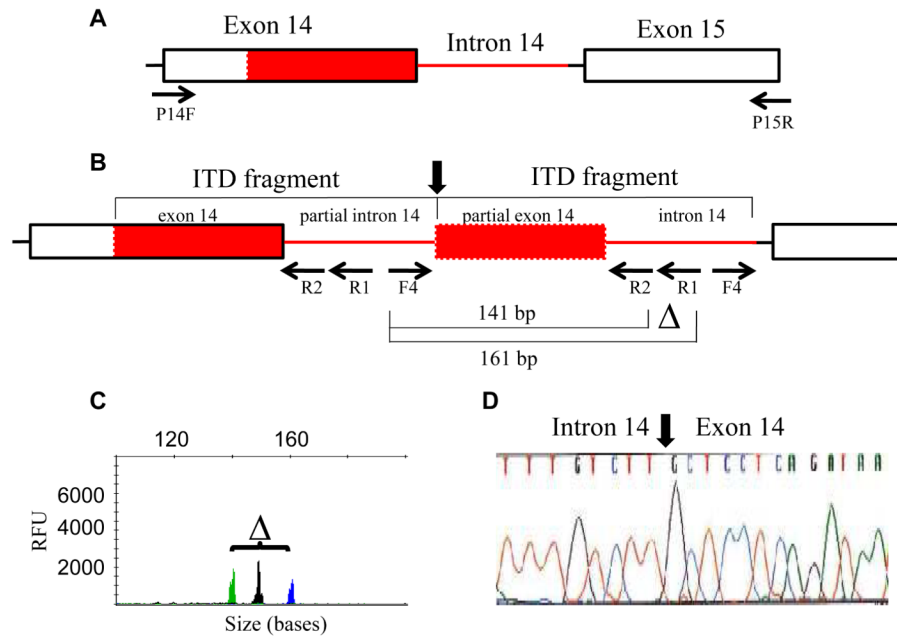 A
Exon 14
Intron 14
Exon 15
P14F
P15R
B
ITD fragment
ITD fragment
exon 14
partial intron 14
partial exon 14
intron 14
R2
R1
F4
R2
R1
F4
141 bp
Δ
161 bp
C
120
160
6000
4000
2000
RFU
Δ
Size (bases)
D
Intron 14
Exon 14
T T T G T C T T G C T C C T C A G A T A A